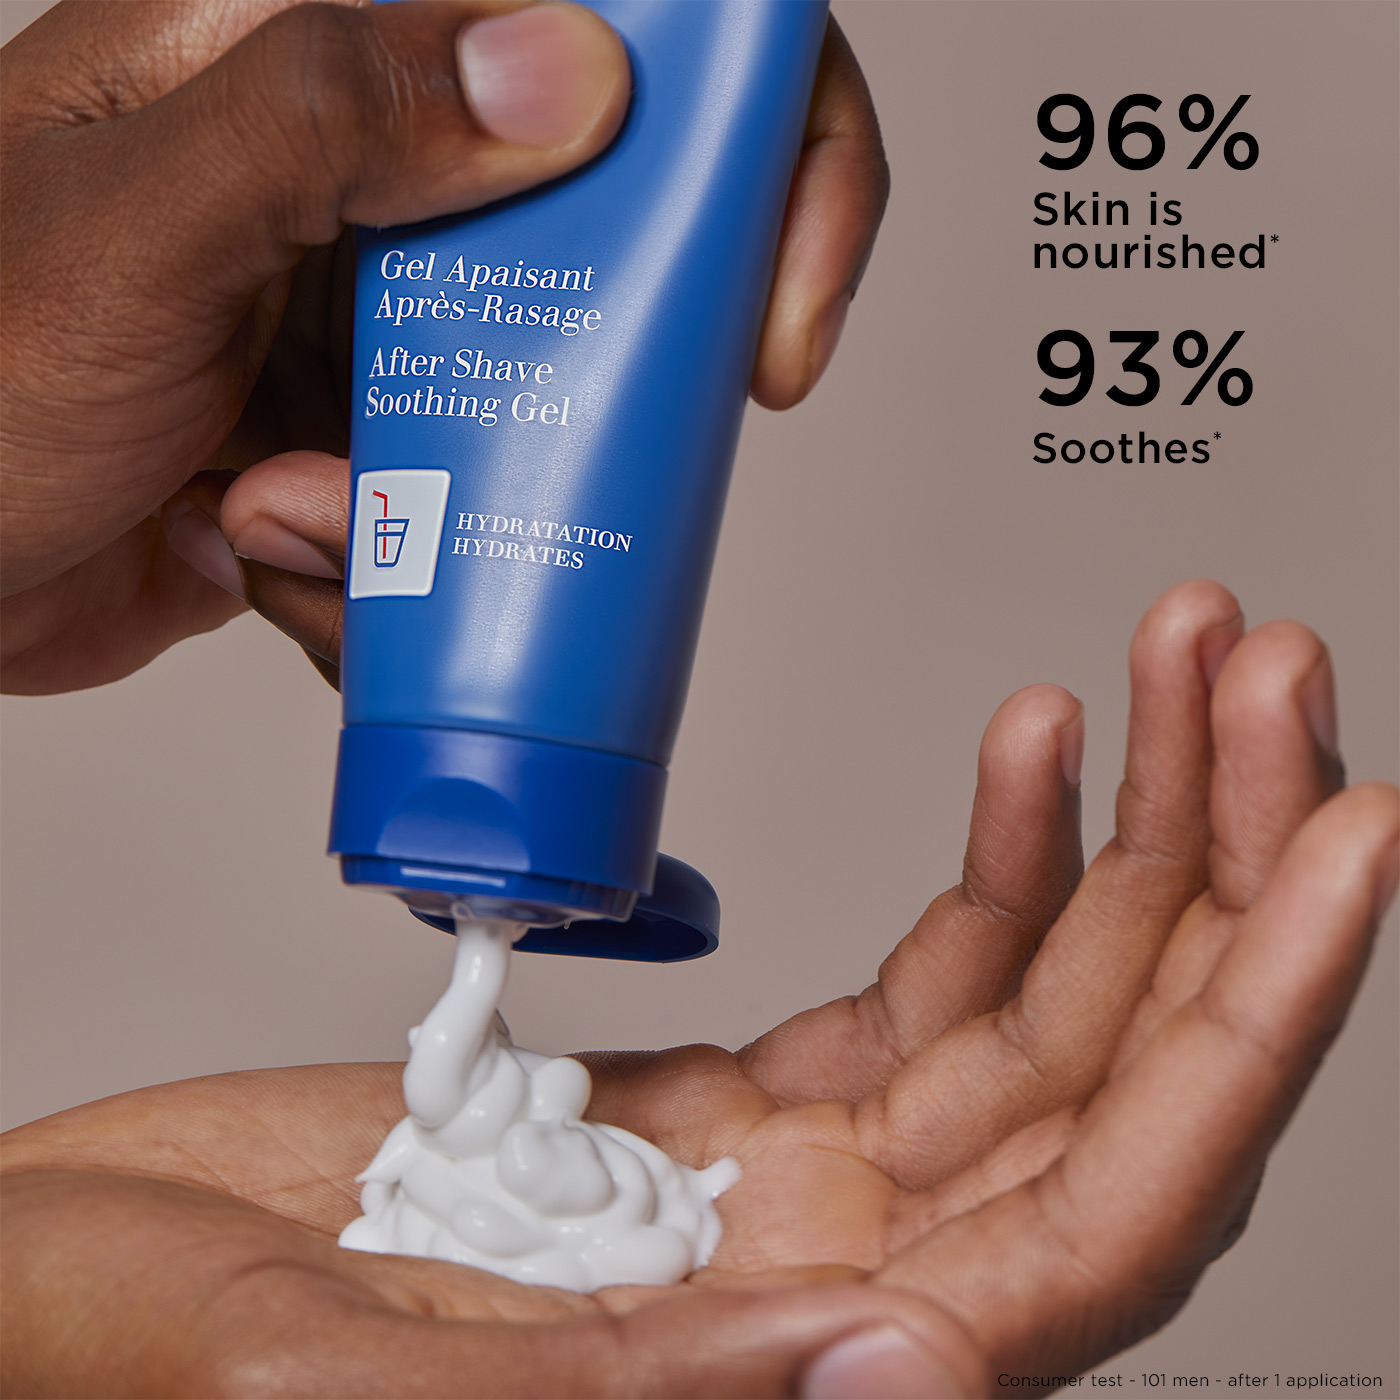 Gel Apaisant
Après-Rasage
After Shave
Soothing Gel
HYDRATATION
HYDRATES
96%
Skin is
nourished*
93%
Soothes*
Consumer test - 101 men - after 1 application